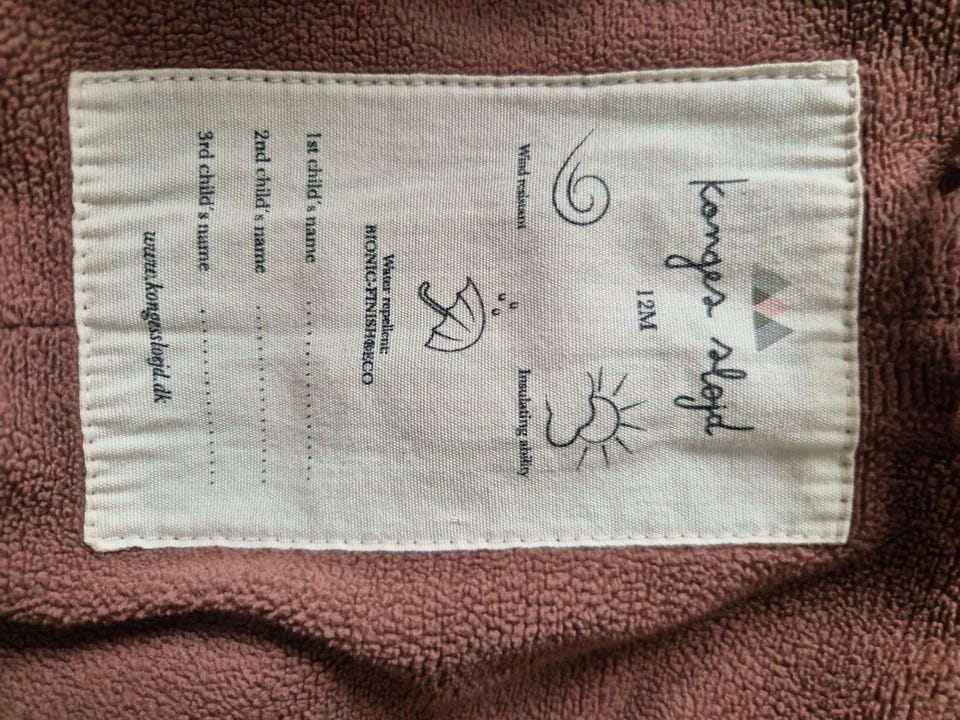 konges sløjd
12M
Wind resistant
Insulating ability
Water repellent:
BIONIC-FINISH®ECO
1st child's name ....................
2nd child's name ....................
3rd child's name ....................
www.kongessloejd.dk